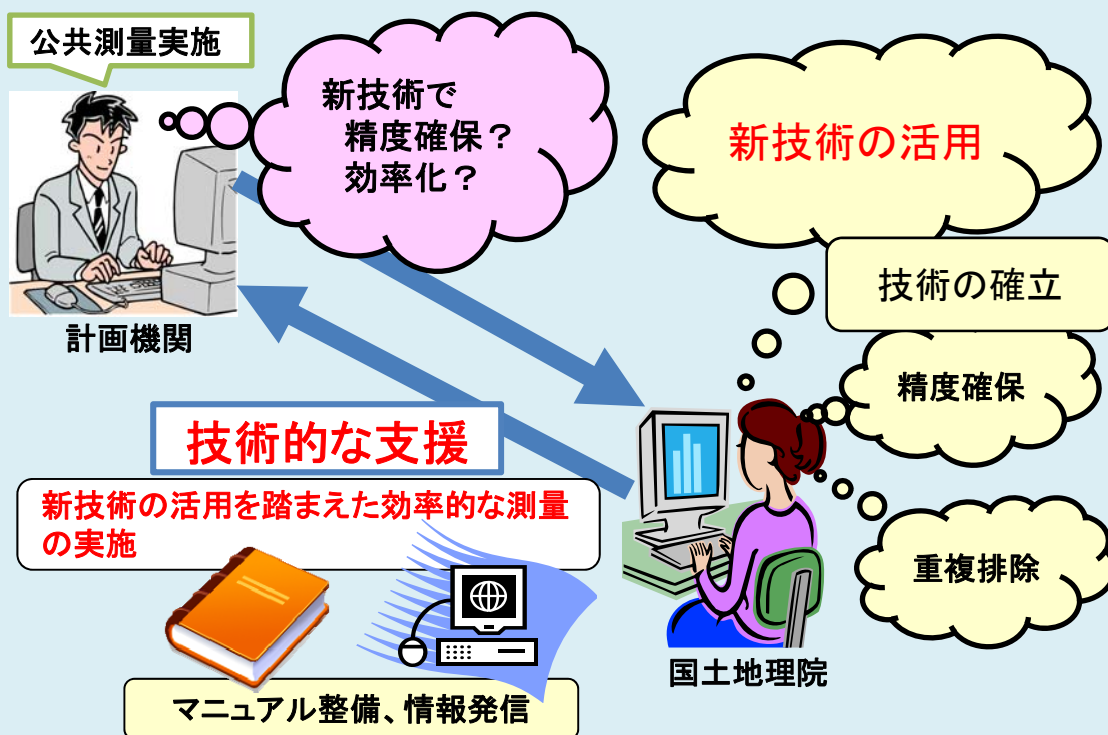 公共測量実施
新技術で
精度確保?
効率化?
新技術の活用
技術の確立
計画機関
精度確保
技術的な支援
新技術の活用を踏まえた効率的な測量
の実施
重複排除
国土地理院
マニュアル整備、情報発信